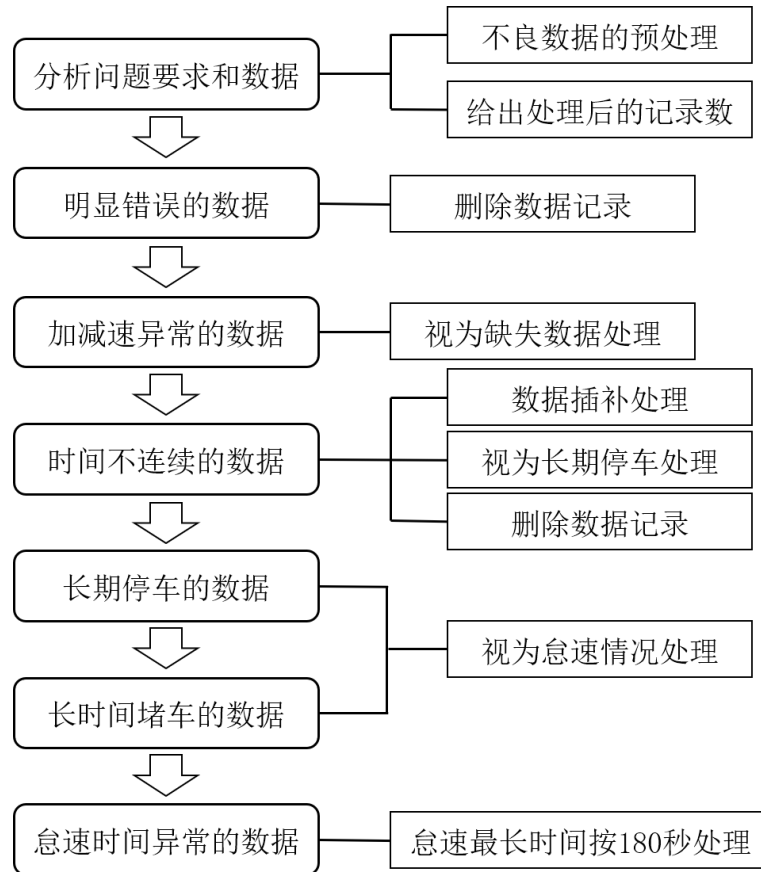 分析问题要求和数据
不良数据的预处理
给出处理后的记录数
明显错误的数据
删除数据记录
加减速异常的数据
视为缺失数据处理
时间不连续的数据
数据插补处理
视为长期停车处理
删除数据记录
长期停车的数据
长时间堵车的数据
视为怠速情况处理
怠速时间异常的数据
怠速最长时间按180秒处理